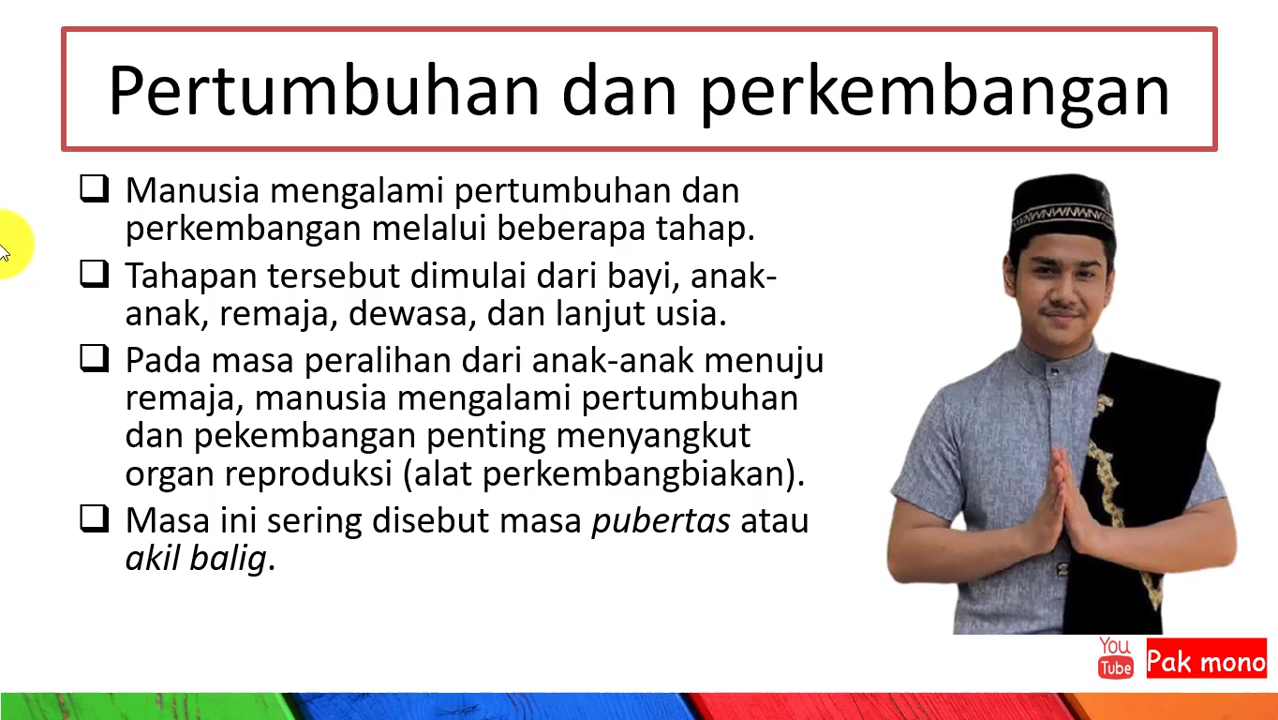 Pertumbuhan dan perkembangan
Manusia mengalami pertumbuhan dan
perkembangan melalui beberapa tahap.
Tahapan tersebut dimulai dari bayi, anak-
anak, remaja, dewasa, dan lanjut usia.
Pada masa peralihan dari anak-anak menuju
remaja, manusia mengalami pertumbuhan
dan pekembangan penting menyangkut
organ reproduksi (alat perkembangbiakan).
Masa ini sering disebut masa pubertas atau
akil balig.
You
Tube
Pak mono